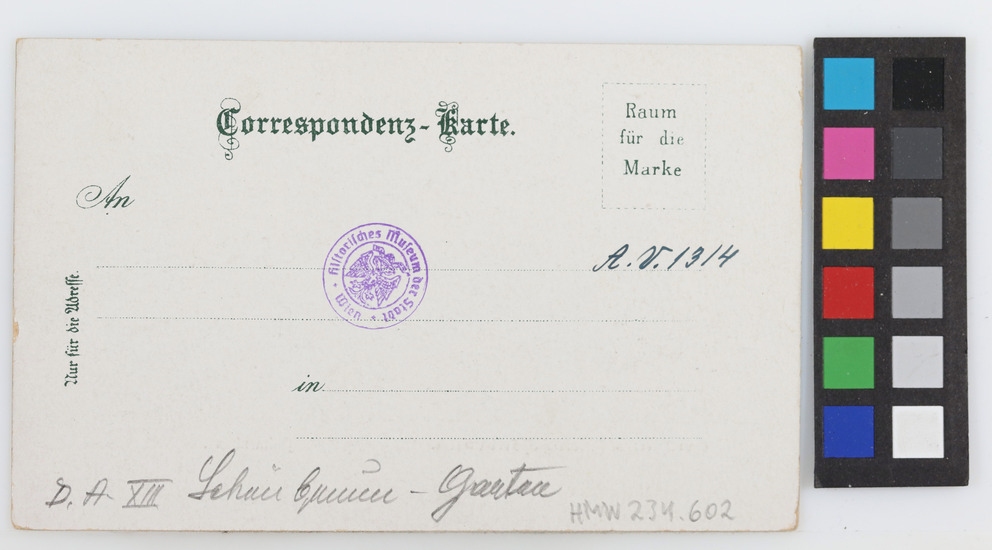 Correspondenz-Karte.
Raum
für die
Marke
An
Historisches Museum der Stadt Wien
A.V.1314
Nur für die Adresse.
in
D. A XIII Schönbrunn - Garten
HMW 234.602